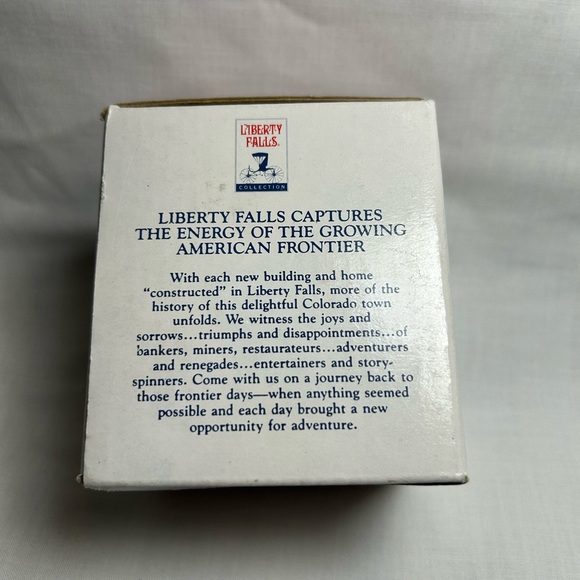 LIBERTY
FALLS
COLLECTION
LIBERTY FALLS CAPTURES
THE ENERGY OF THE GROWING
AMERICAN FRONTIER
With each new building and home
“constructed” in Liberty Falls, more of the
history of this delightful Colorado town
unfolds. We witness the joys and
sorrows...triumphs and disappointments...of
bankers, miners, restaurateurs...adventurers
and renegades...entertainers and story-
spinners. Come with us on a journey back to
those frontier days—when anything seemed
possible and each day brought a new
opportunity for adventure.